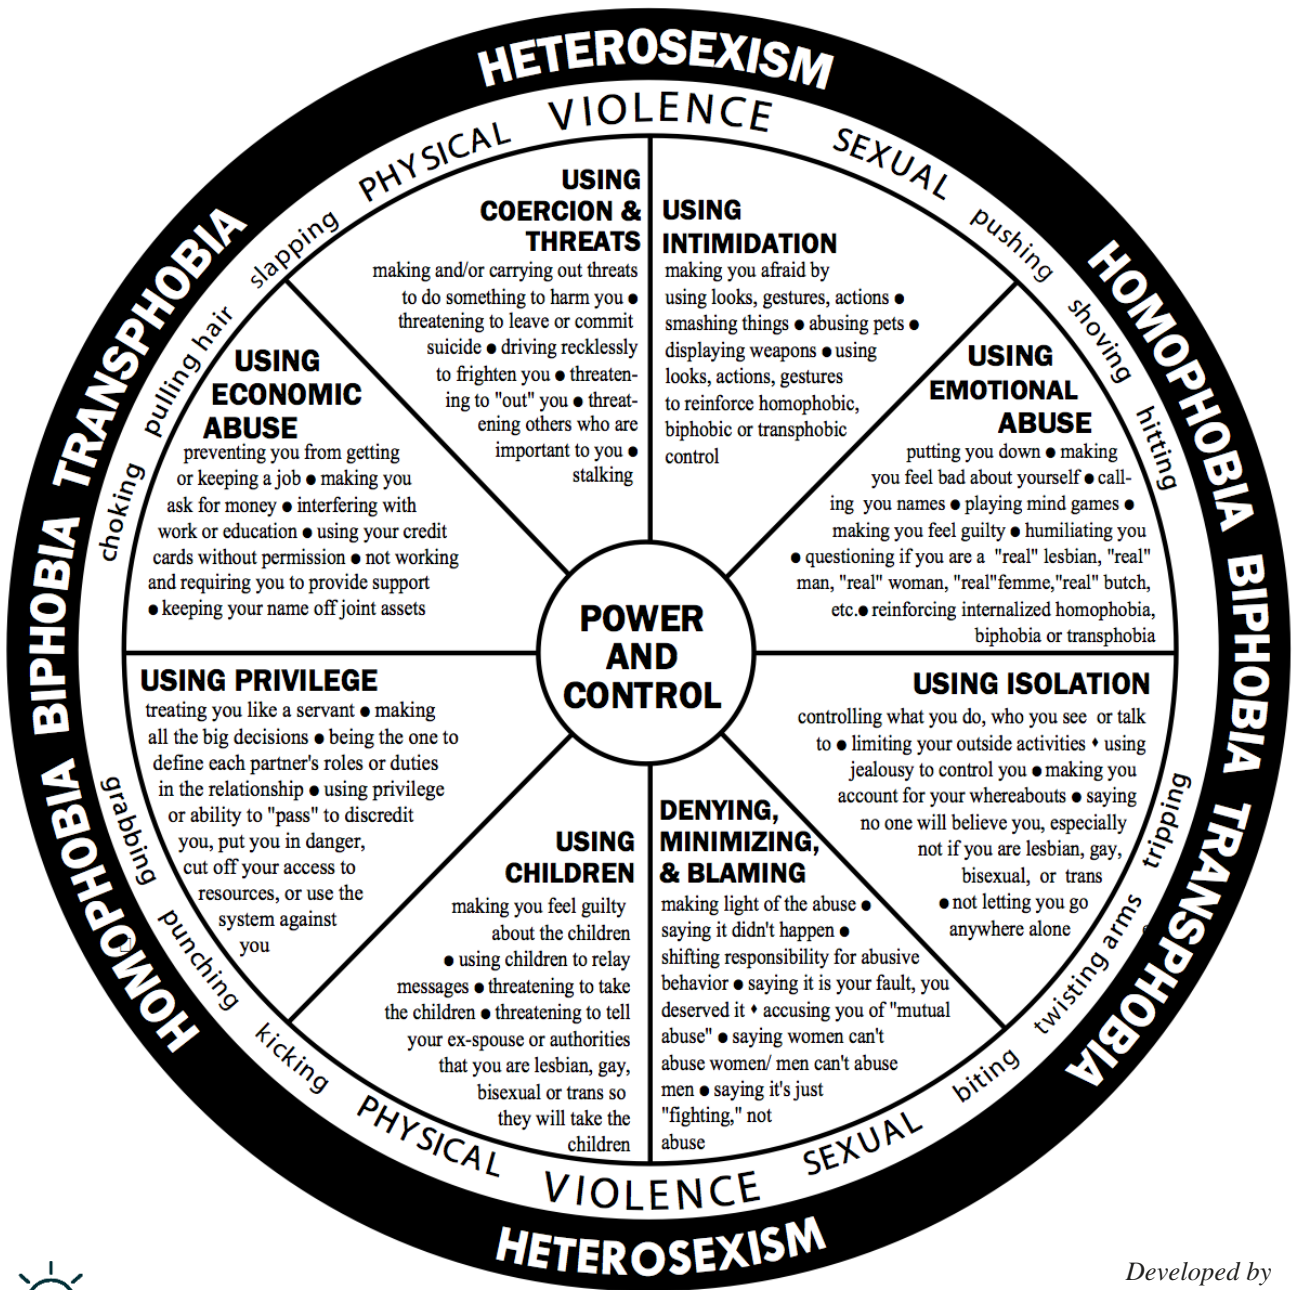 HETEROSEXISM
HOMOPHOBIA
BIPHOBIA
TRANSPHOBIA
HETEROSEXISM
HOMOPHOBIA
BIPHOBIA
TRANSPHOBIA
PHYSICAL
VIOLENCE
SEXUAL
pushing
shoving
hitting
tripping
twisting arms
biting
SEXUAL
VIOLENCE
PHYSICAL
kicking
punching
grabbing
choking
pulling hair
slapping
POWER
AND
CONTROL
USING
COERCION &
THREATS
making and/or carrying out threats
to do something to harm you ●
threatening to leave or commit
suicide ● driving recklessly
to frighten you ● threaten-
ing to "out" you ● threat-
ening others who are
important to you ●
stalking
USING
INTIMIDATION
making you afraid by
using looks, gestures, actions ●
smashing things ● abusing pets ●
displaying weapons ● using
looks, actions, gestures
to reinforce homophobic,
biphobic or transphobic
control
USING
EMOTIONAL
ABUSE
putting you down ● making
you feel bad about yourself ● call-
ing you names ● playing mind games ●
making you feel guilty ● humiliating you
● questioning if you are a "real" lesbian, "real"
man, "real" woman, "real"femme,"real" butch,
etc.● reinforcing internalized homophobia,
biphobia or transphobia
USING ISOLATION
controlling what you do, who you see or talk
to ● limiting your outside activities ♦ using
jealousy to control you ● making you
account for your whereabouts ● saying
no one will believe you, especially
not if you are lesbian, gay,
bisexual, or trans
● not letting you go
anywhere alone
DENYING,
MINIMIZING,
& BLAMING
making light of the abuse ●
saying it didn't happen ●
shifting responsibility for abusive
behavior ● saying it is your fault, you
deserved it ♦ accusing you of "mutual
abuse" ● saying women can't
abuse women/ men can't abuse
men ● saying it's just
"fighting," not
abuse
USING
CHILDREN
making you feel guilty
about the children
● using children to relay
messages ● threatening to take
the children ● threatening to tell
your ex-spouse or authorities
that you are lesbian, gay,
bisexual or trans so
they will take the
children
USING PRIVILEGE
treating you like a servant ● making
all the big decisions ● being the one to
define each partner's roles or duties
in the relationship ● using privilege
or ability to "pass" to discredit
you, put you in danger,
cut off your access to
resources, or use the
system against
you
USING
ECONOMIC
ABUSE
preventing you from getting
or keeping a job ● making you
ask for money ● interfering with
work or education ● using your credit
cards without permission ● not working
and requiring you to provide support
● keeping your name off joint assets
Developed by